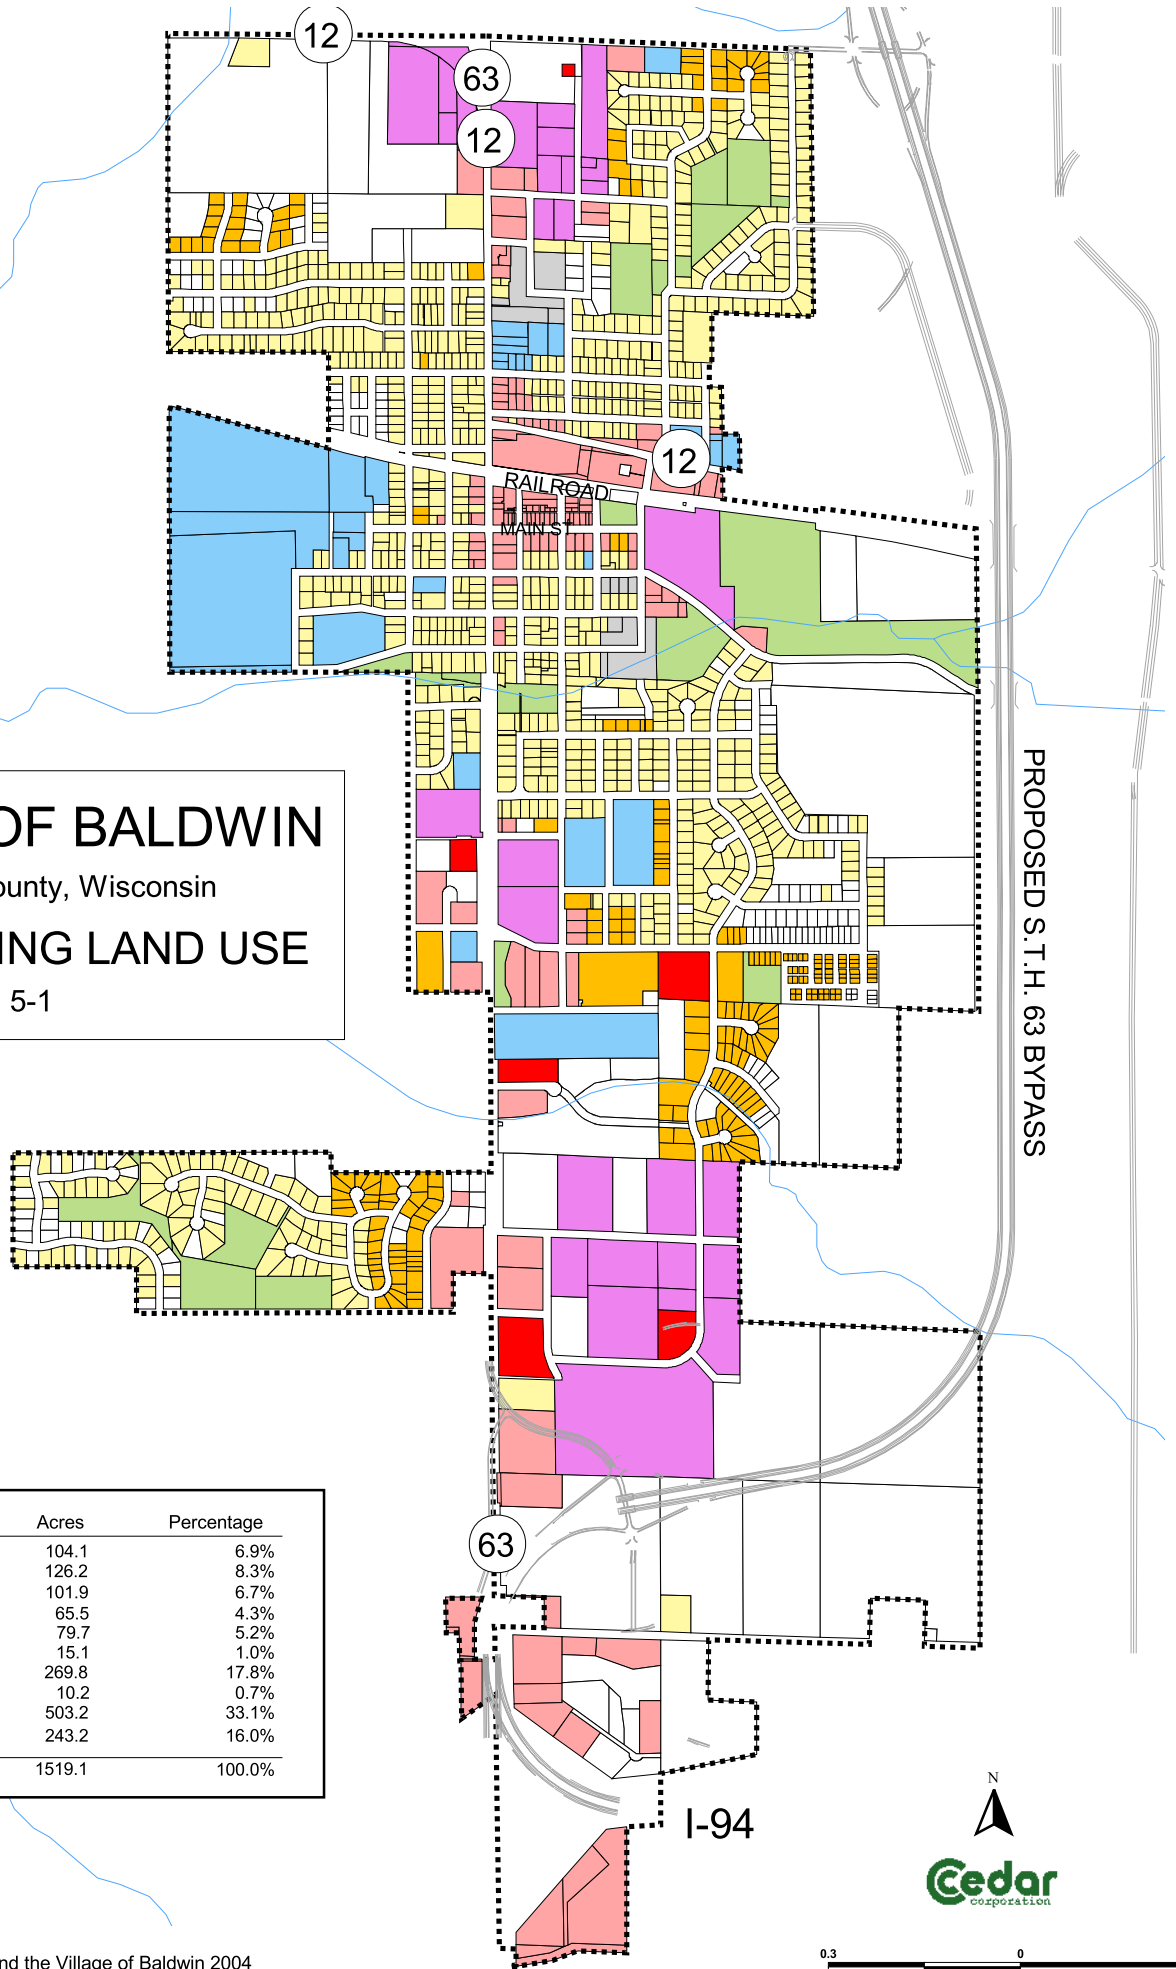 12
63
12
12
RAILROAD
MAIN ST
OF BALDWIN
ounty, Wisconsin
ING LAND USE
5-1
PROPOSED S.T.H. 63 BYPASS
Acres Percentage
104.1 6.9%
126.2 8.3%
101.9 6.7%
65.5 4.3%
79.7 5.2%
15.1 1.0%
269.8 17.8%
10.2 0.7%
503.2 33.1%
243.2 16.0%
1519.1 100.0%
63
I-94
N
Cedar
corporation
nd the Village of Baldwin 2004
0.3 0